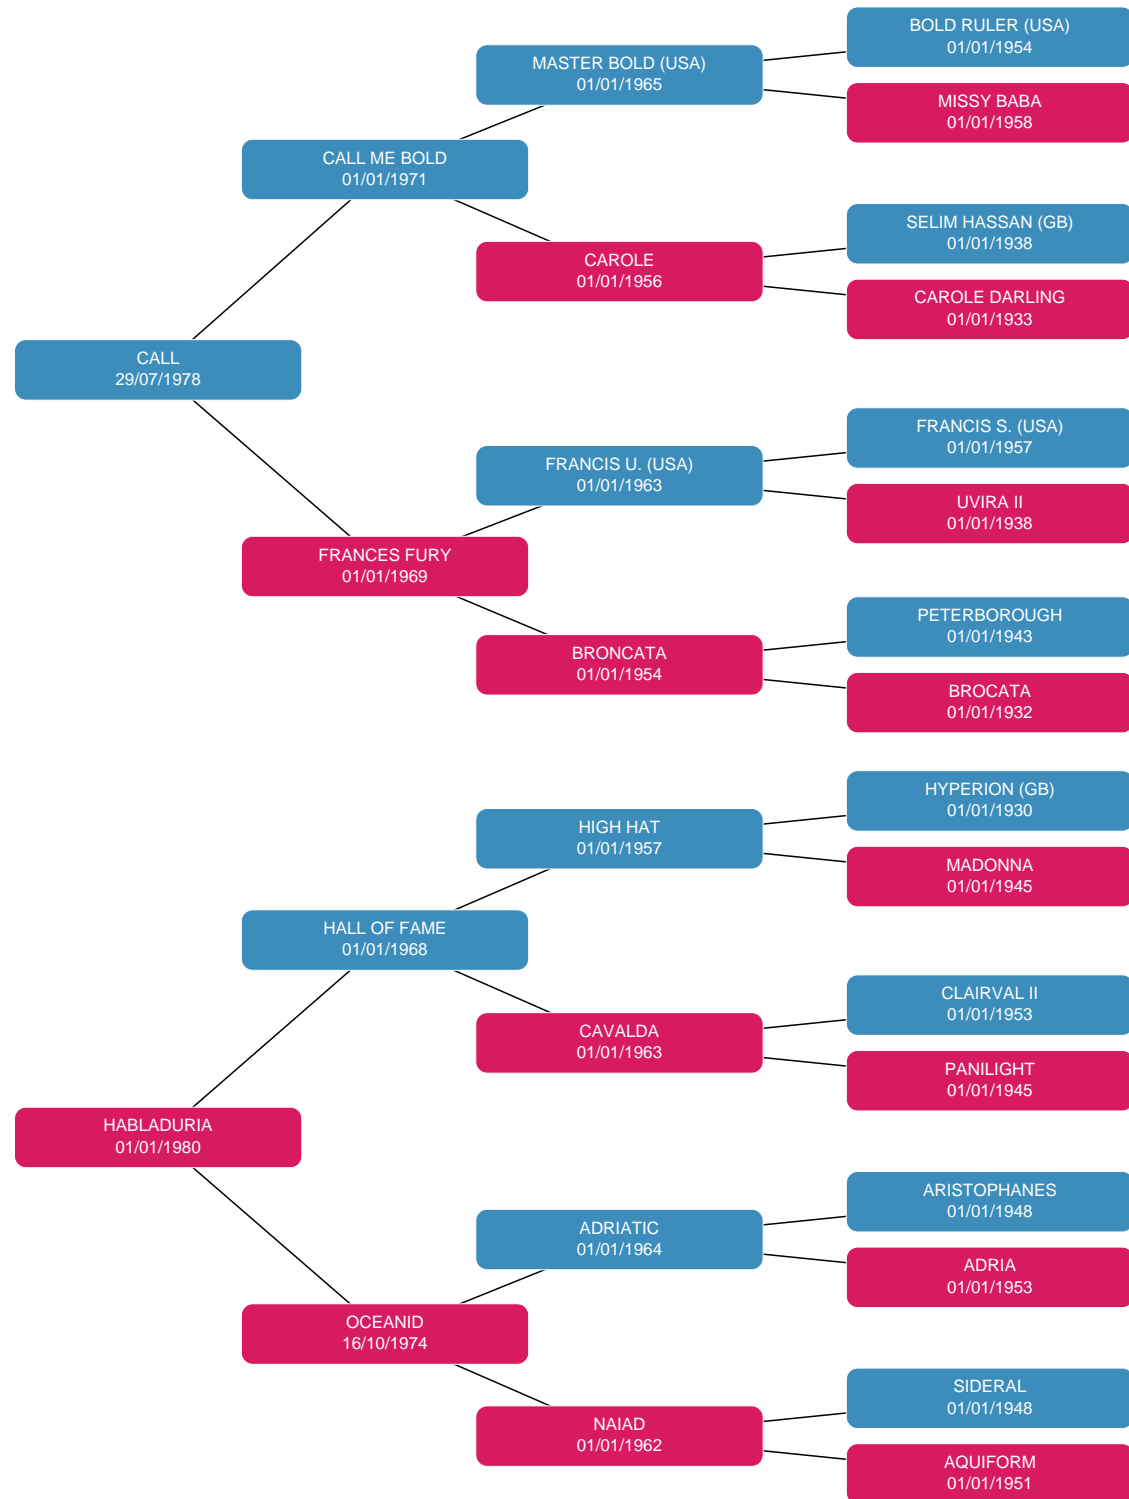 BOLD RULER (USA)
01/01/1954
MASTER BOLD (USA)
01/01/1965
MISSY BABA
01/01/1958
CALL ME BOLD
01/01/1971
SELIM HASSAN (GB)
01/01/1938
CAROLE
01/01/1956
CAROLE DARLING
01/01/1933
CALL
29/07/1978
FRANCIS S. (USA)
01/01/1957
FRANCIS U. (USA)
01/01/1963
UVIRA II
01/01/1938
FRANCES FURY
01/01/1969
PETERBOROUGH
01/01/1943
BRONCATA
01/01/1954
BROCATA
01/01/1932
HYPERION (GB)
01/01/1930
HIGH HAT
01/01/1957
MADONNA
01/01/1945
HALL OF FAME
01/01/1968
CLAIRVAL II
01/01/1953
CAVALDA
01/01/1963
PANILIGHT
01/01/1945
HABLADURIA
01/01/1980
ARISTOPHANES
01/01/1948
ADRIATIC
01/01/1964
ADRIA
01/01/1953
OCEANID
16/10/1974
SIDERAL
01/01/1948
NAIAD
01/01/1962
AQUIFORM
01/01/1951